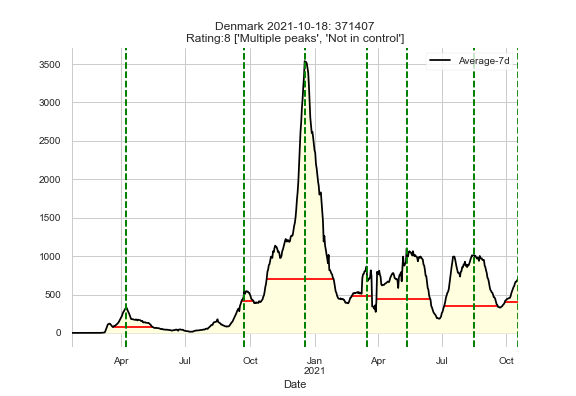 Denmark 2021-10-18: 371407
Rating:8 ['Multiple peaks', 'Not in control']
Average-7d
3500
3000
2500
2000
1500
1000
500
0
Apr Jul Oct Jan Apr Jul Oct
2021
Date